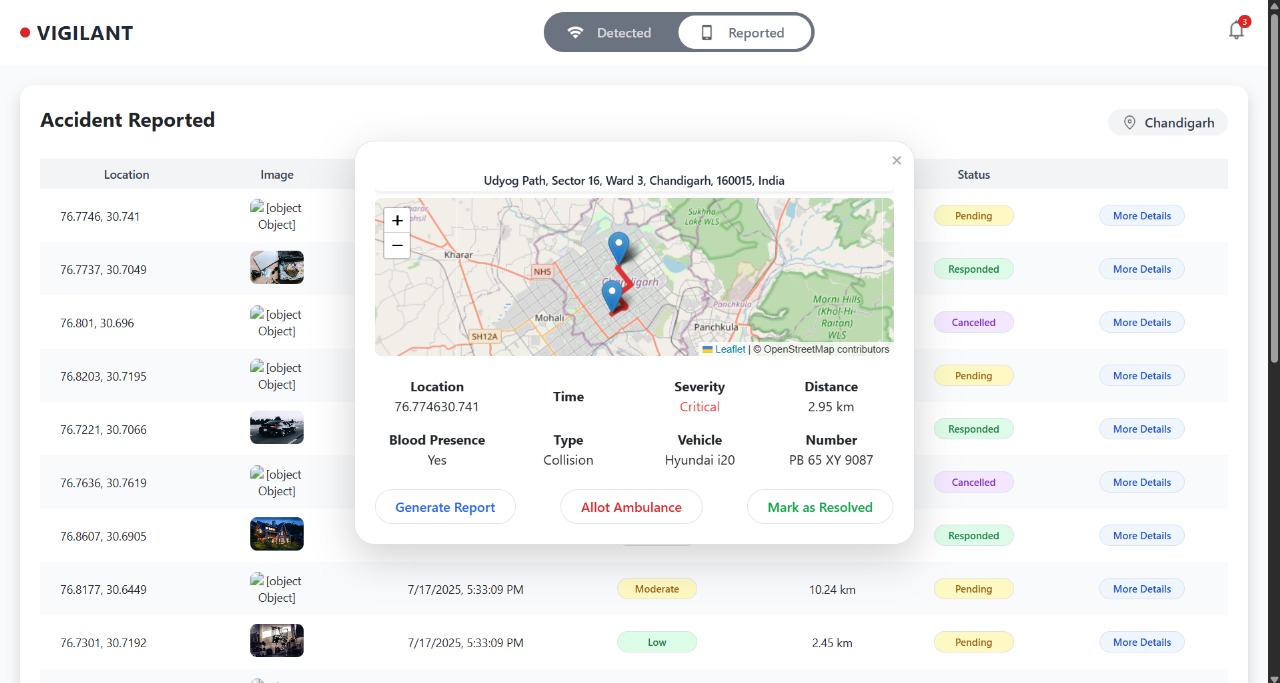 VIGILANT
Detected
Reported
3
Accident Reported
Chandigarh
Location
Image
Status
76.7746, 30.741
[object
Object]
Pending
More Details
76.7737, 30.7049
Responded
More Details
76.801, 30.696
[object
Object]
Cancelled
More Details
76.8203, 30.7195
[object
Object]
Pending
More Details
76.7221, 30.7066
Responded
More Details
76.7636, 30.7619
[object
Object]
Cancelled
More Details
76.8607, 30.6905
Responded
More Details
76.8177, 30.6449
[object
Object]
7/17/2025, 5:33:09 PM
Moderate
10.24 km
Pending
More Details
76.7301, 30.7192
7/17/2025, 5:33:09 PM
Low
2.45 km
Pending
More Details
×
Udyog Path, Sector 16, Ward 3, Chandigarh, 160015, India
+
−
Sukhna
Lake WLS
Kharar
NH5
Chandigarh
Mohali
SH12A
Panchkula
Panchkula
Morni Hills
(Khol-Hi-
Raitan)
WLS
Leaflet | © OpenStreetMap contributors
Location
76.774630.741
Time
Severity
Critical
Distance
2.95 km
Blood Presence
Yes
Type
Collision
Vehicle
Hyundai i20
Number
PB 65 XY 9087
Generate Report
Allot Ambulance
Mark as Resolved